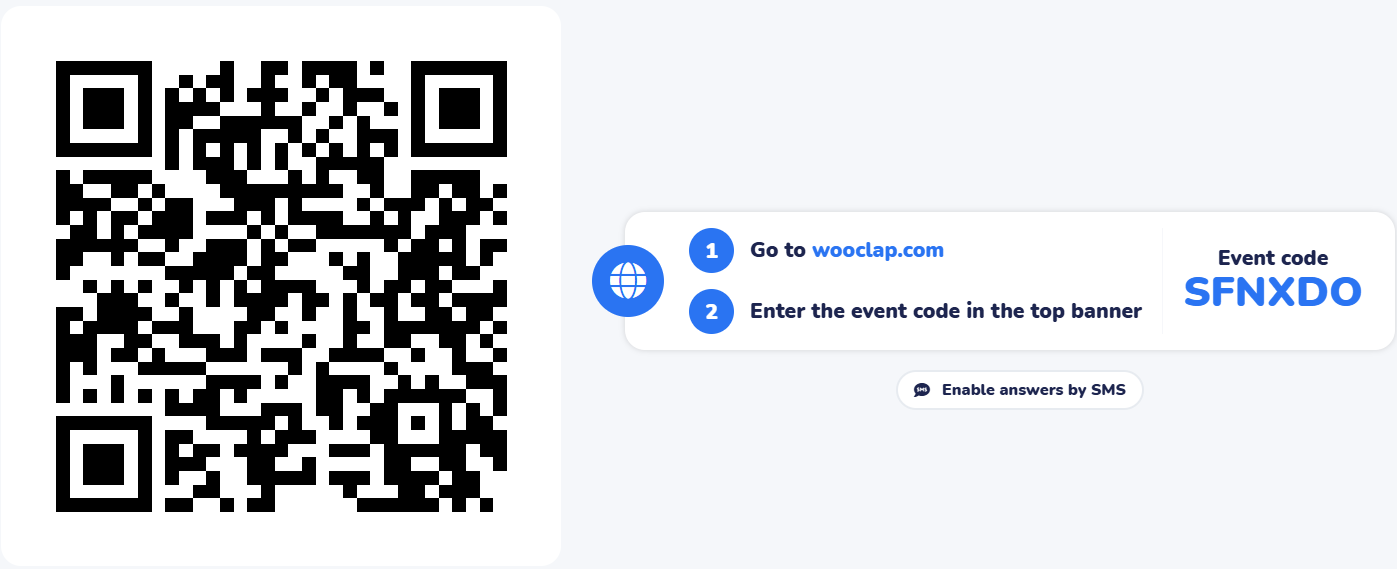 1 Go to wooclap.com
2 Enter the event code in the top banner
Event code
SFNXDO
SMS Enable answers by SMS